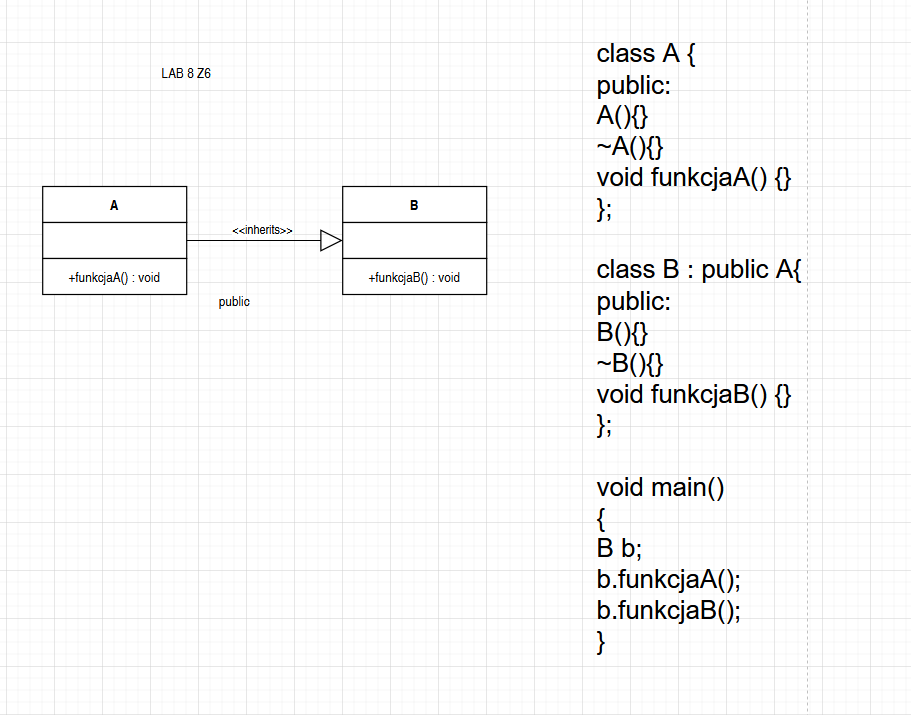 LAB 8 Z6
A
+funkcjaA() : void
<<inherits>>
public
B
+funkcjaB() : void
class A {
public:
A(){}
~A(){}
void funkcjaA() {}
};
class B : public A{
public:
B(){}
~B(){}
void funkcjaB() {}
};
void main()
{
B b;
b.funkcjaA();
b.funkcjaB();
}